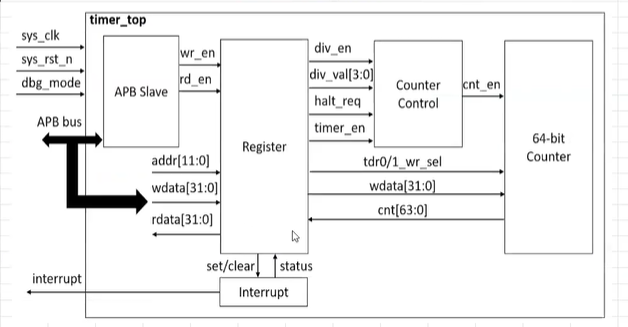 timer_top
sys_clk
sys_rst_n
dbg_mode
APB bus
APB Slave
wr_en
rd_en
addr[11:0]
wdata[31:0]
rdata[31:0]
Register
div_en
div_val[3:0]
halt_req
timer_en
Counter
Control
cnt_en
64-bit
Counter
tdr0/1_wr_sel
wdata[31:0]
cnt[63:0]
set/clear
status
interrupt
Interrupt